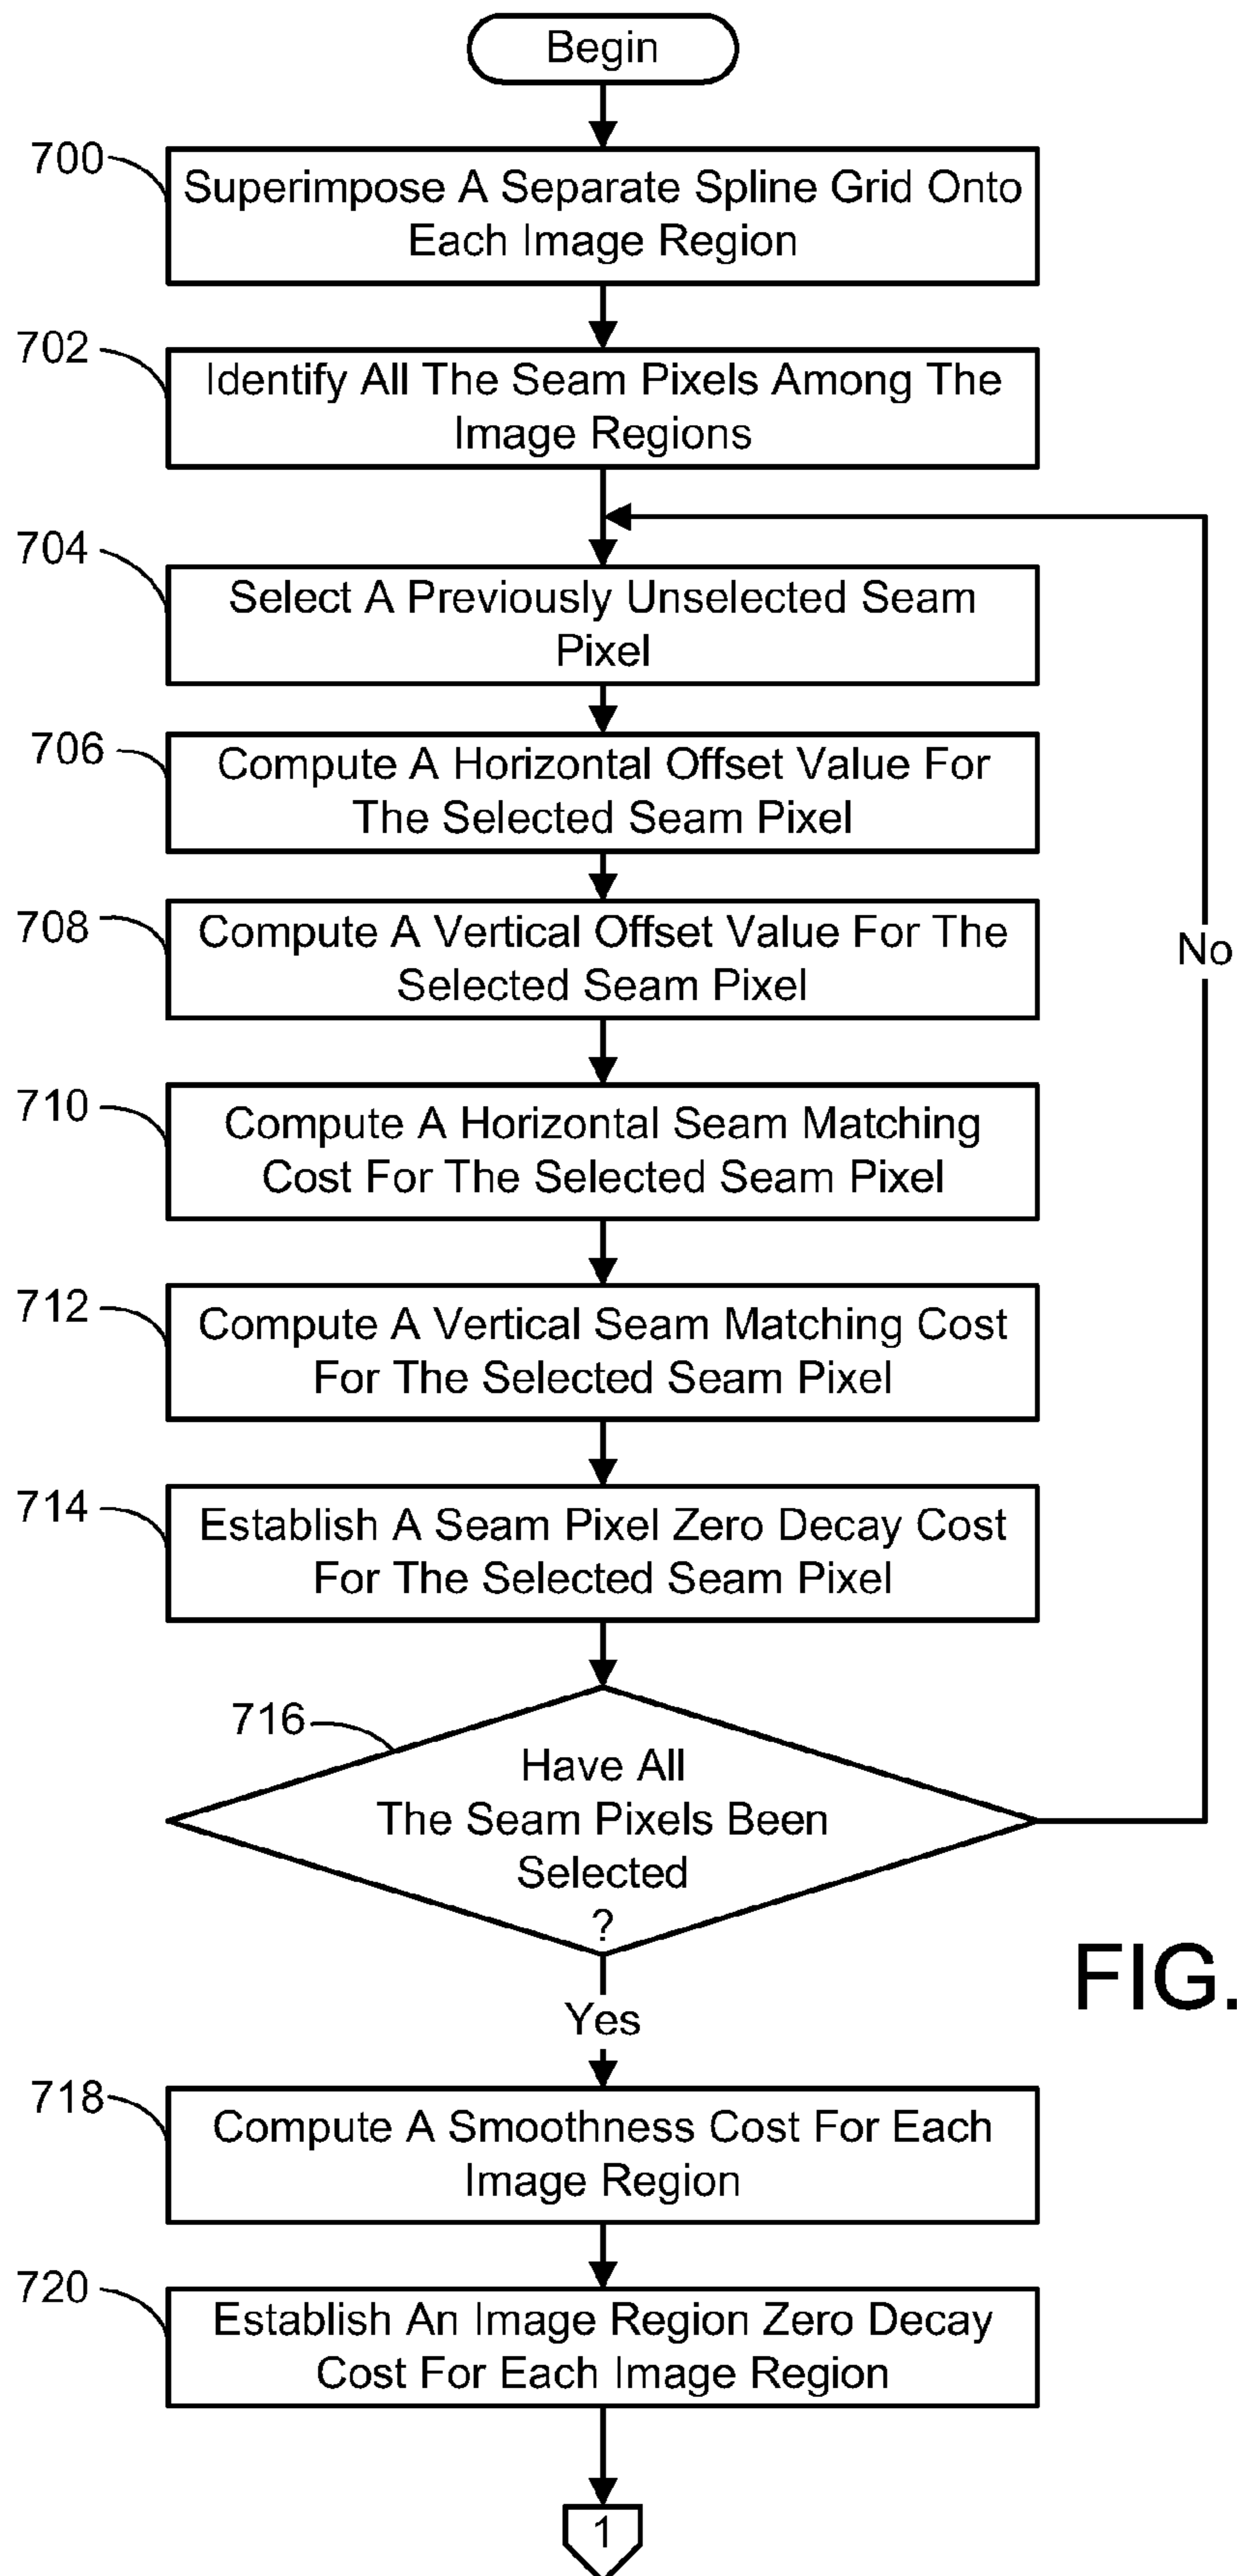 Begin
700
Superimpose A Separate Spline Grid Onto
Each Image Region
702
Identify All The Seam Pixels Among The
Image Regions
704
Select A Previously Unselected Seam
Pixel
706
Compute A Horizontal Offset Value For
The Selected Seam Pixel
708
Compute A Vertical Offset Value For The
Selected Seam Pixel
No
710
Compute A Horizontal Seam Matching
Cost For The Selected Seam Pixel
712
Compute A Vertical Seam Matching Cost
For The Selected Seam Pixel
714
Establish A Seam Pixel Zero Decay Cost
For The Selected Seam Pixel
716
Have All
The Seam Pixels Been
Selected
?
FIG.
Yes
718
Compute A Smoothness Cost For Each
Image Region
720
Establish An Image Region Zero Decay
Cost For Each Image Region
1